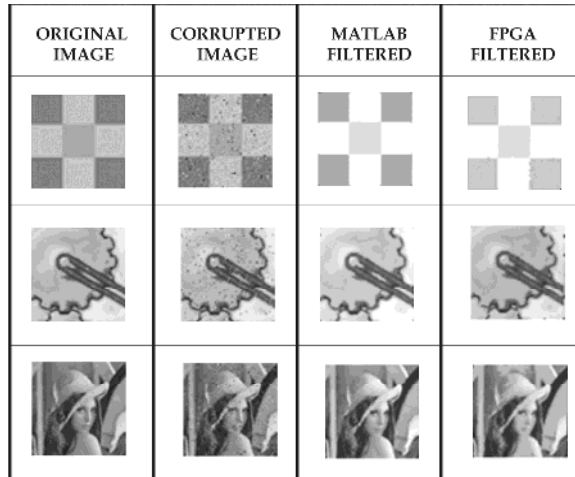 ORIGINAL
IMAGE
CORRUPTED
IMAGE
MATLAB
FILTERED
FPGA
FILTERED